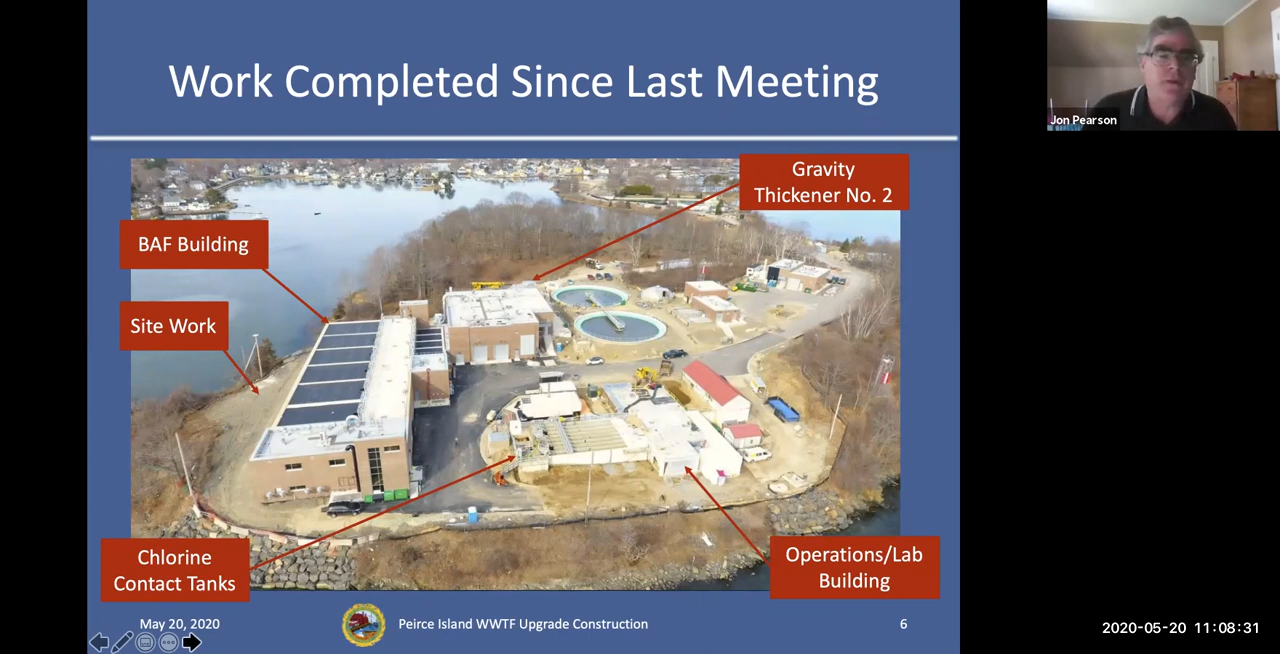 Work Completed Since Last Meeting
Gravity
Thickener No. 2
BAF Building
Site Work
Chlorine
Contact Tanks
Operations/Lab
Building
May 20, 2020
Peirce Island WWTF Upgrade Construction
6
Jon Pearson
2020-05-20 11:08:31